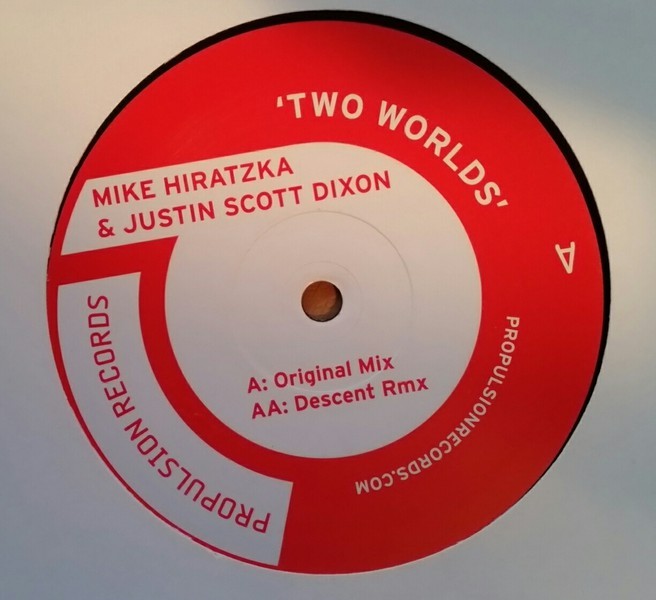 'TWO WORLDS'
MIKE HIRATZKA
& JUSTIN SCOTT DIXON
A
PROPULSION RECORDS
A: Original Mix
AA: Descent Rmx
PROPULSIONRECORDS.COM